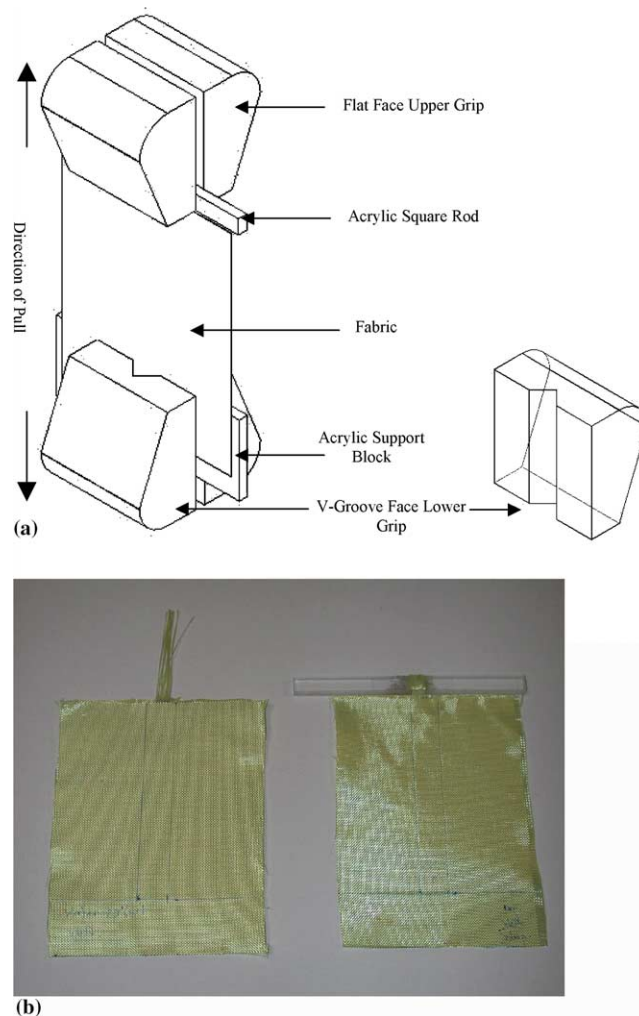 Flat Face Upper Grip
Acrylic Square Rod
Direction of Pull
Fabric
Acrylic Support
Block
V-Groove Face Lower
Grip
(a)
(b)